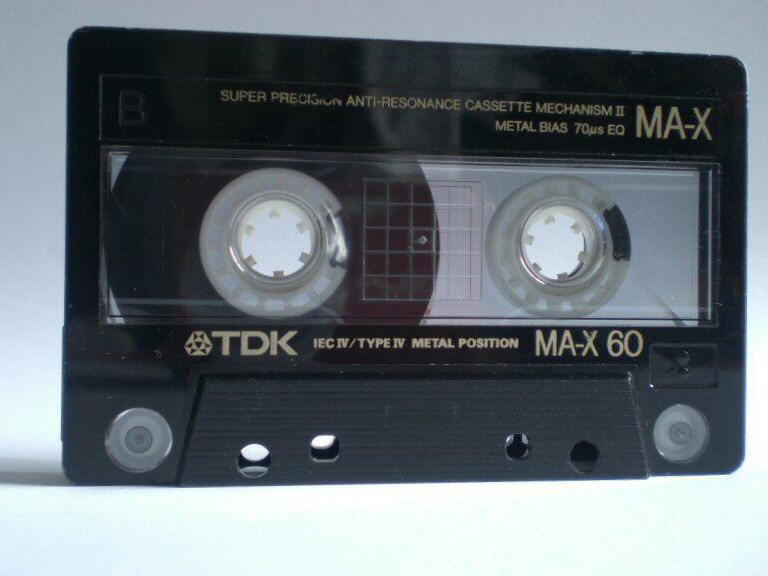 B
SUPER PRECISION ANTI-RESONANCE CASSETTE MECHANISM II
METAL BIAS 70µs EQ MA-X
TDK IEC IV/TYPE IV METAL POSITION MA-X 60